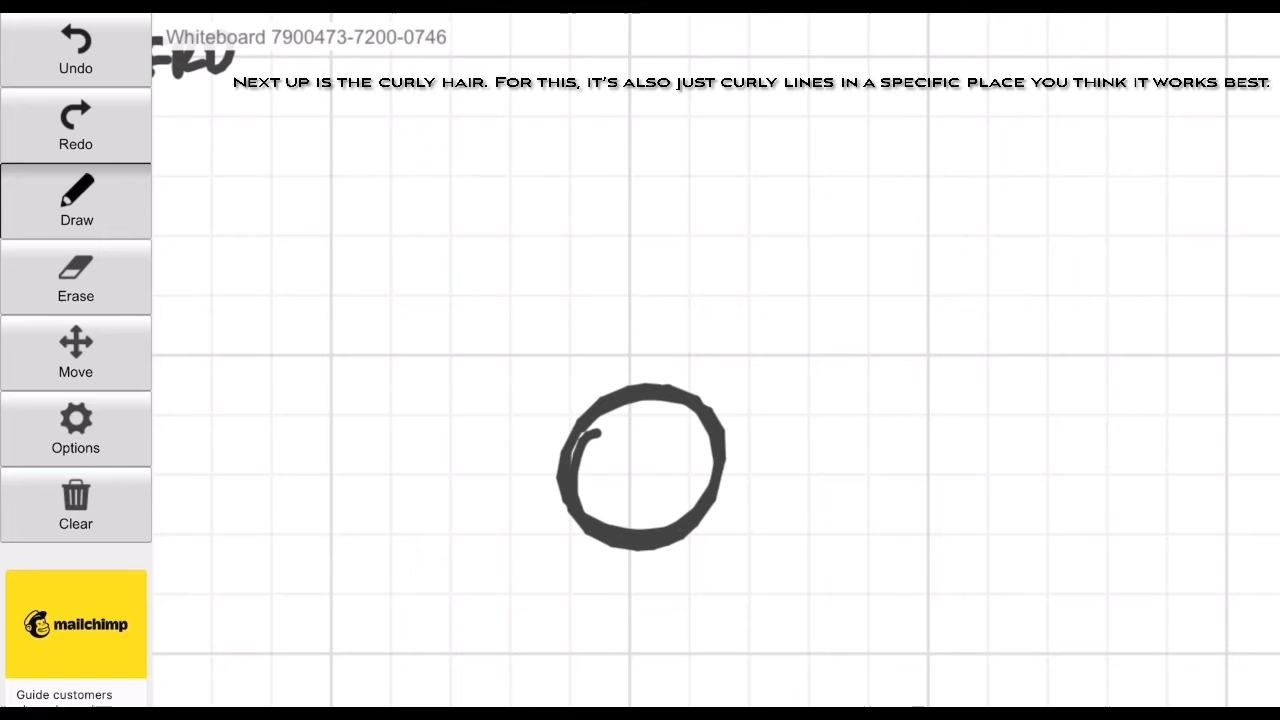 Whiteboard 7900473-7200-0746
Undo
Next up is the curly hair. For this, it's also just curly lines in a specific place you think it works best.
Redo
Draw
Erase
Move
Options
Clear
mailchimp
Guide customers